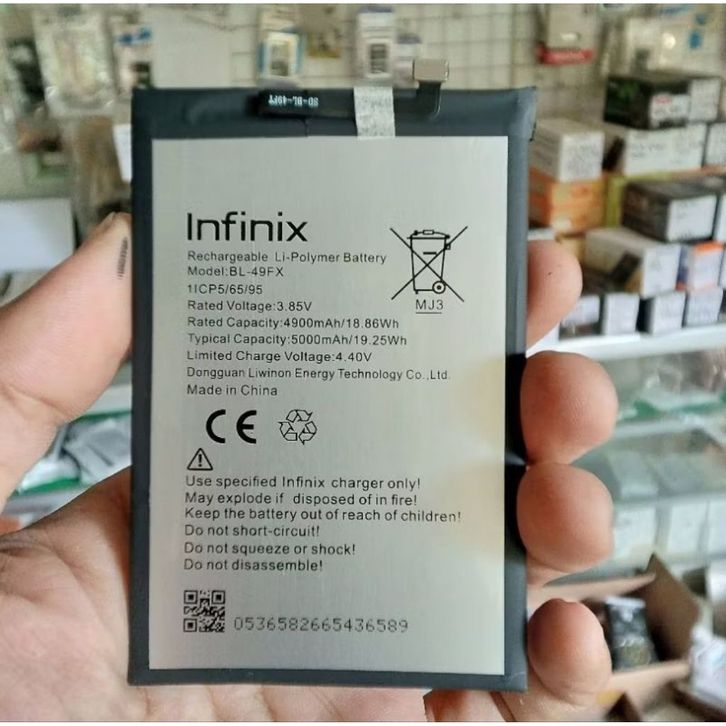 SD-BL-49FT
Infinix
Rechargeable Li-Polymer Battery
Model:BL-49FX
1ICP5/65/95
Rated Voltage:3.85V
Rated Capacity:4900mAh/18.86Wh
Typical Capacity:5000mAh/19.25Wh
Limited Charge Voltage:4.40V
Dongguan Liwinon Energy Technology Co.,Ltd.
Made in China
MJ3
CE
Use specified Infinix charger only!
May explode if disposed of in fire!
Keep the battery out of reach of children!
Do not short-circuit!
Do not squeeze or shock!
Do not disassemble!
0536582665436589